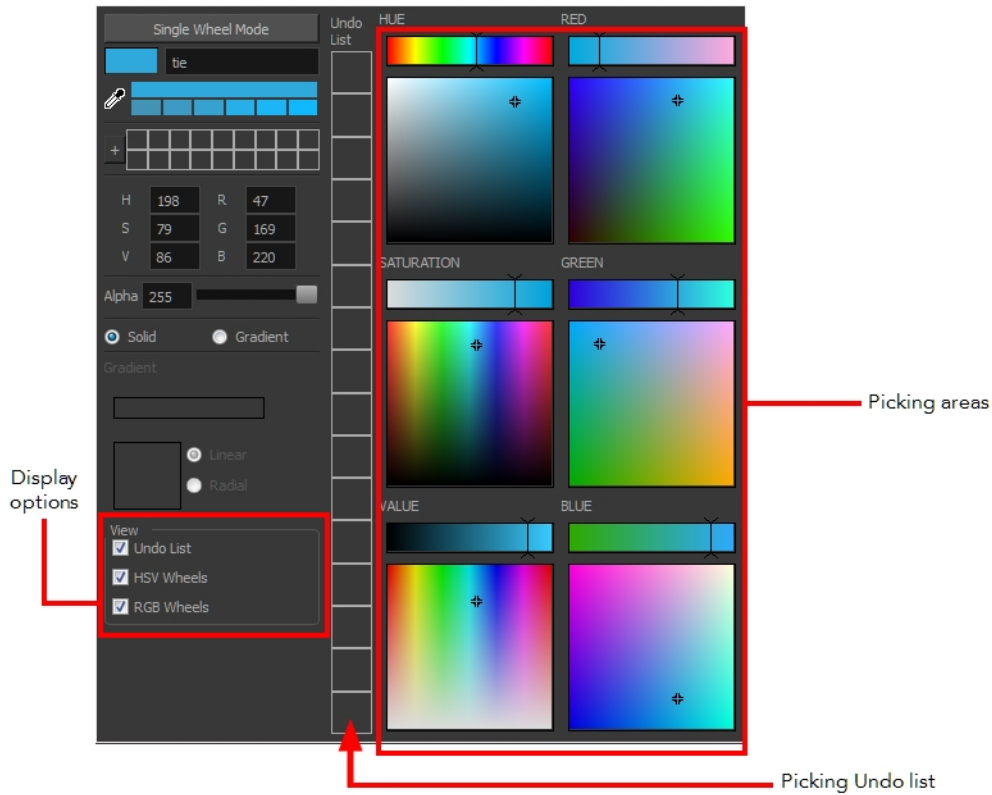 Single Wheel Mode
tie
+
H 198 R 47
S 79 G 169
V 86 B 220
Alpha 255
Solid Gradient
Gradient
Linear
Radial
Display
options
View
Undo List
HSV Wheels
RGB Wheels
Undo
List
HUE RED
SATURATION GREEN
VALUE BLUE
Picking areas
Picking Undo list